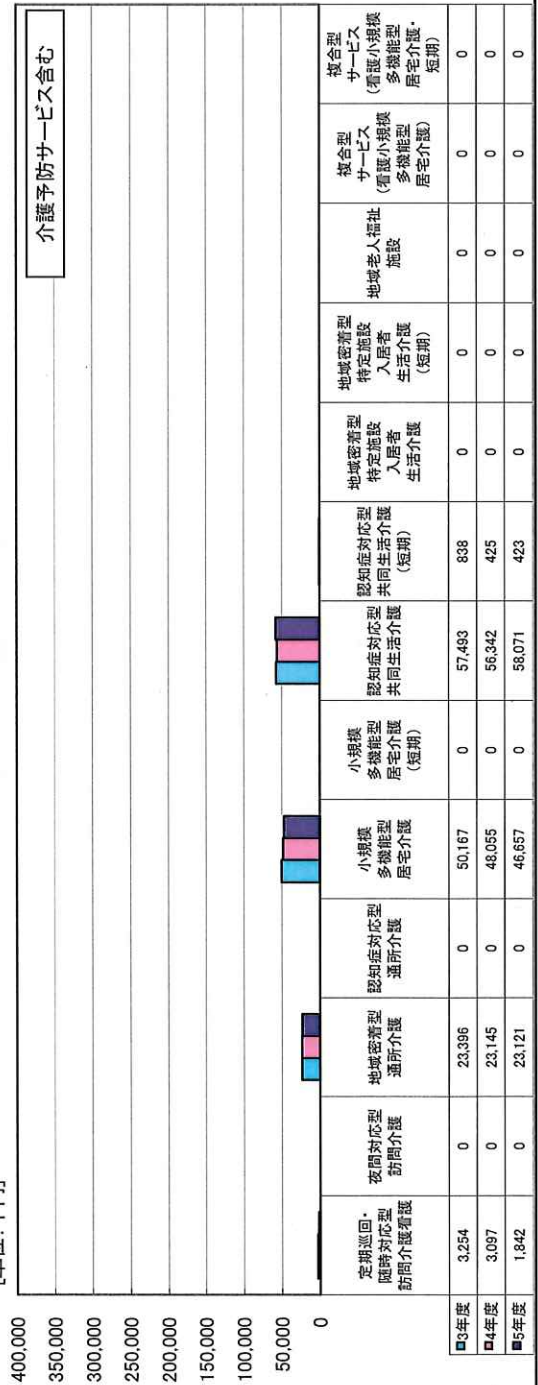 400,000
350,000
300,000
250,000
200,000
150,000
100,000
50,000
0
介護予防サービス含む
定期巡回・
随時対応型
訪問介護看護
夜間対応型
訪問介護
地域密着型
通所介護
認知症対応型
通所介護
小規模
多機能型
居宅介護
小規模
多機能型
居宅介護
(短期)
認知症対応型
共同生活介護
認知症対応型
共同生活介護
(短期)
地域密着型
特定施設
入居者
生活介護
地域密着型
特定施設
入居者
生活介護
(短期)
地域老人福祉
施設
複合型
サービス
(看護小規模
多機能型
居宅介護)
複合型
サービス
(看護小規模
多機能型
居宅介護・
短期)
3年度 3,254 0 23,396 0 50,167 0 57,493 838 0 0 0 0 0
4年度 3,097 0 23,145 0 48,055 0 56,342 425 0 0 0 0 0
5年度 1,842 0 23,121 0 46,657 0 58,071 423 0 0 0 0 0